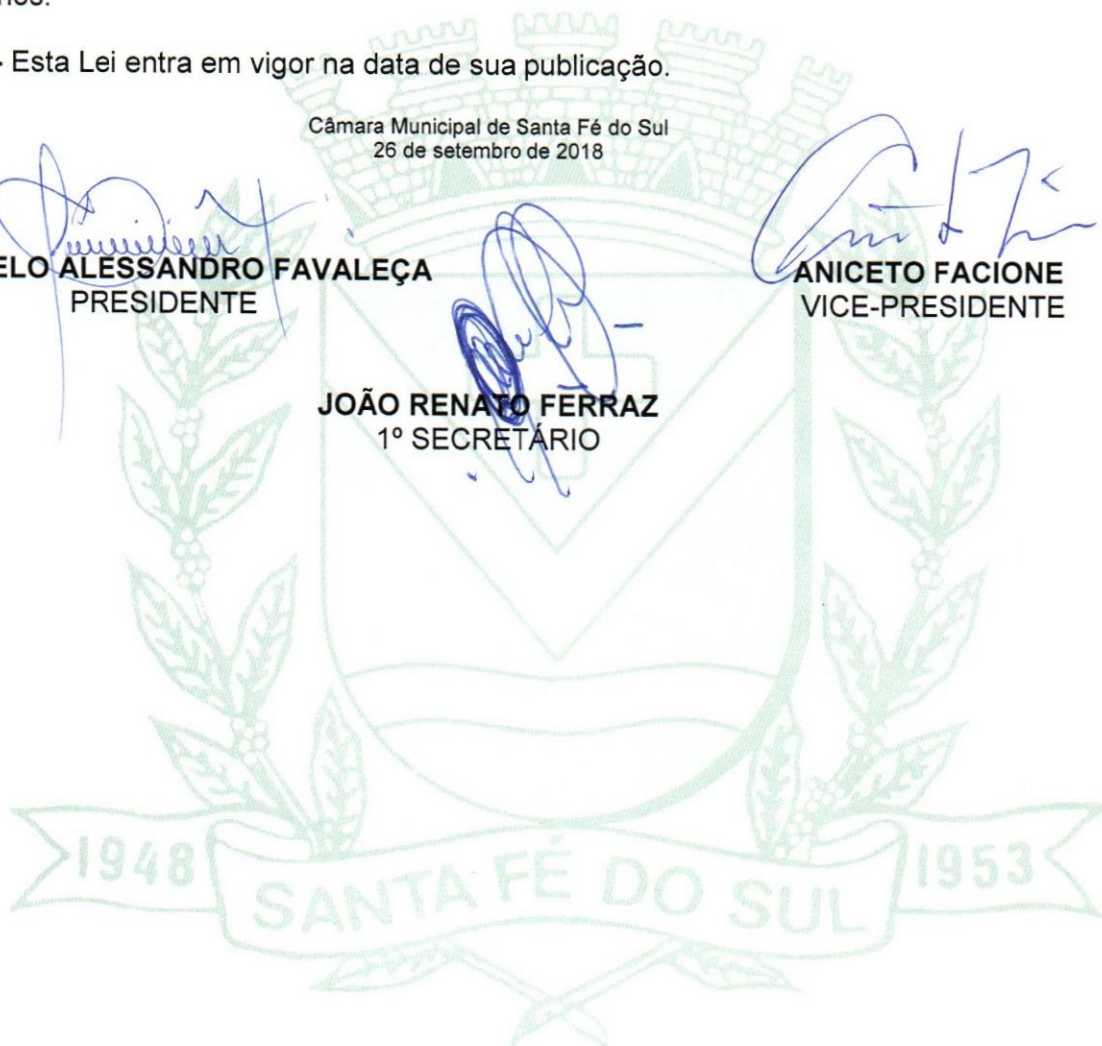 Esta Lei entra em vigor na data de sua publicação.
Câmara Municipal de Santa Fé do Sul
26 de setembro de 2018
ELO ALESSANDRO FAVALEÇA
PRESIDENTE
ANICETO FACIONE
VICE-PRESIDENTE
JOÃO RENATO FERRAZ
1º SECRETÁRIO
1948
SANTA FÉ DO SUL
1953